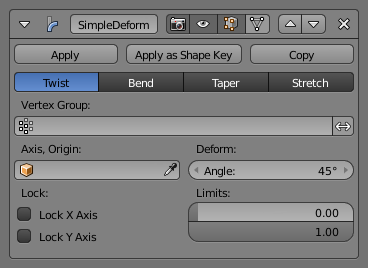 SimpleDeform
Apply Apply as Shape Key Copy
Twist Bend Taper Stretch
Vertex Group:
Axis, Origin: Deform:
Angle: 45°
Lock: Limits:
Lock X Axis 0.00
Lock Y Axis 1.00